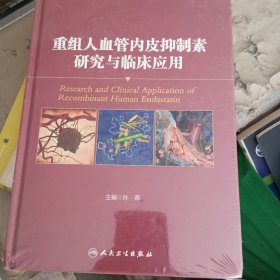 重组人血管内皮抑制素
研究与临床应用
Research and Clinical Application of
Recombinant Human Endostatin
主编 孙 燕
人民卫生出版社